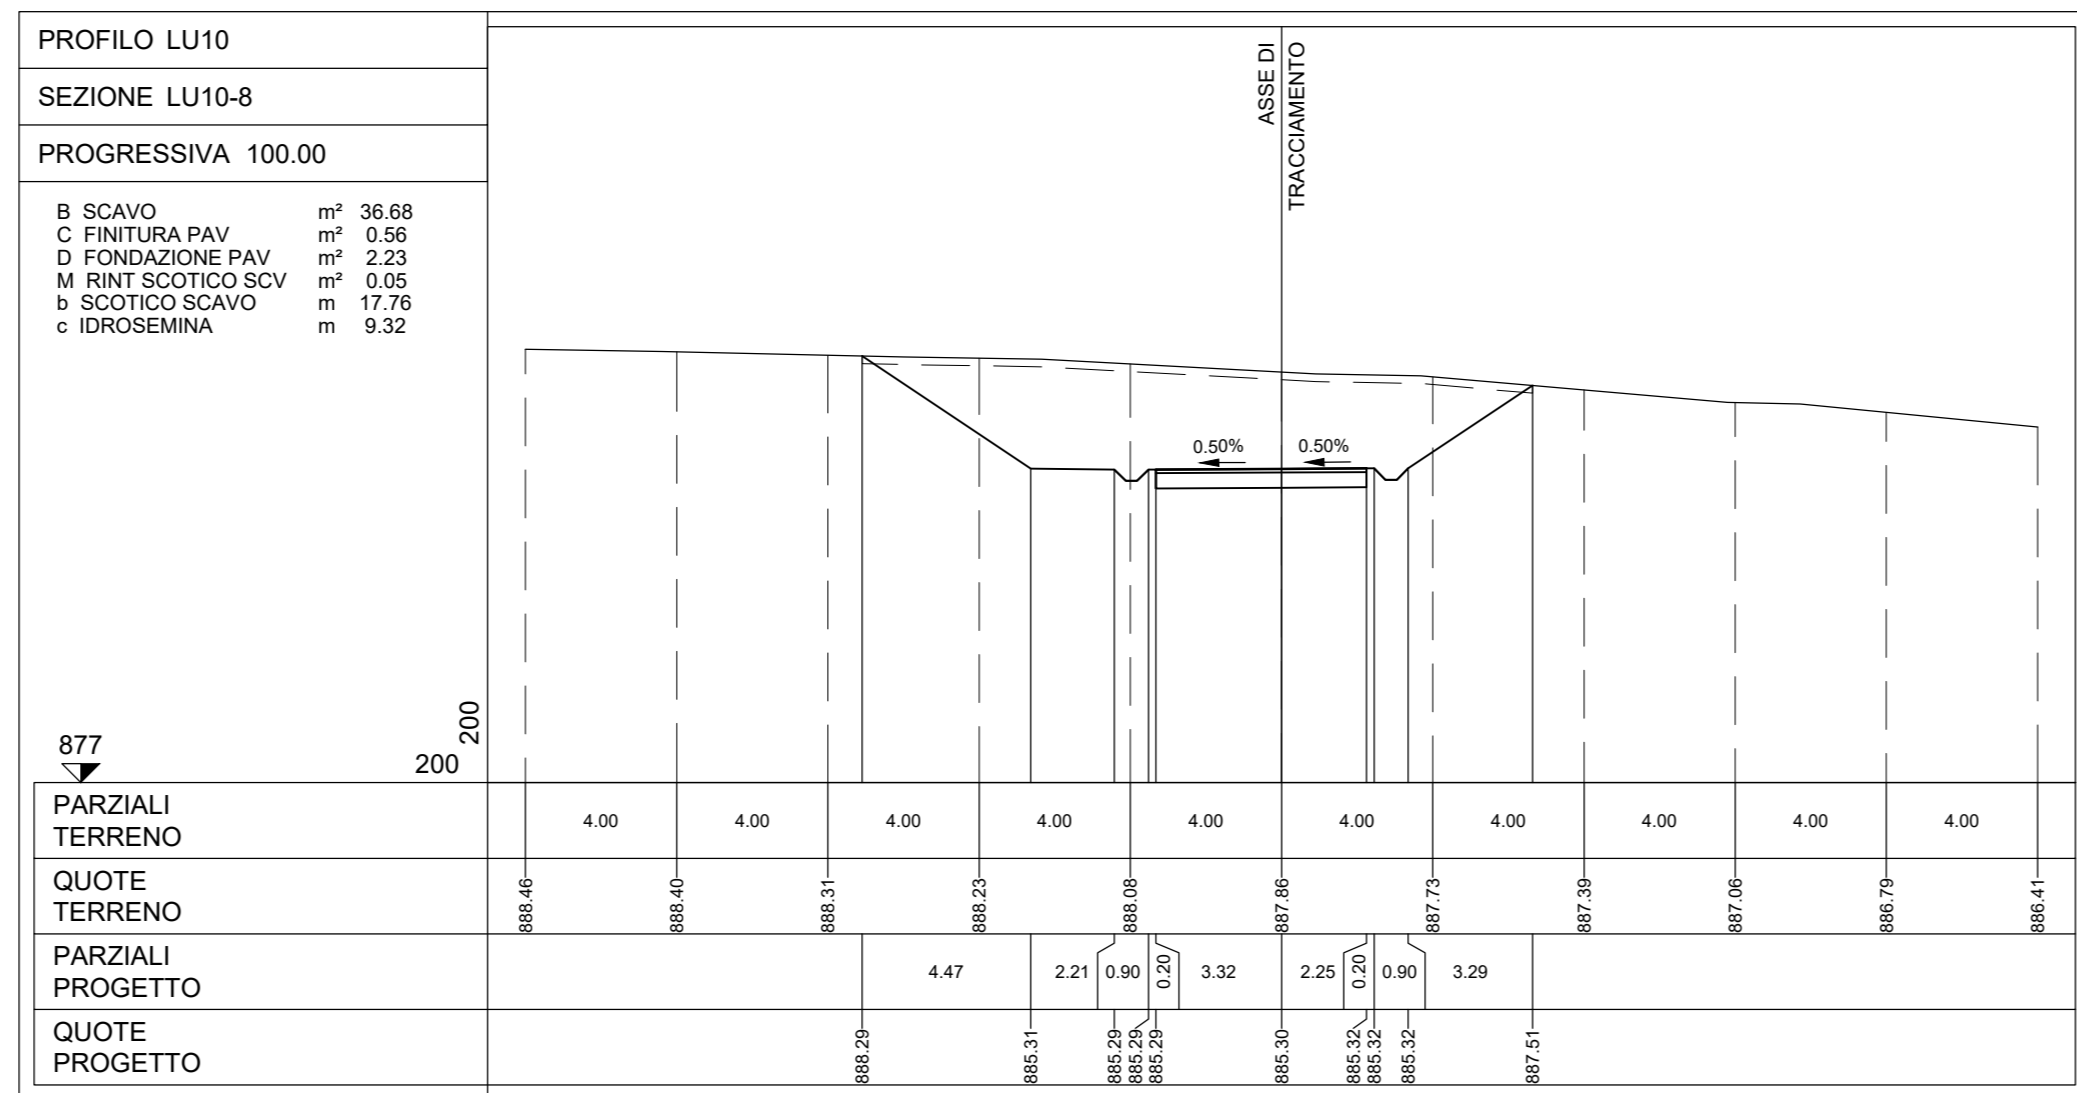 PROFILO LU10
SEZIONE LU10-8
PROGRESSIVA 100.00
B SCAVO m² 36.68
C FINITURA PAV m² 0.56
D FONDAZIONE PAV m² 2.23
M RINT SCOTICO SCV m² 0.05
b SCOTICO SCAVO m 17.76
c IDROSEMINA m 9.32
ASSE DI
TRACCIAMENTO
0.50% 0.50%
877
200
200
PARZIALI
TERRENO
4.00 4.00 4.00 4.00 4.00 4.00 4.00 4.00 4.00 4.00
QUOTE
TERRENO
888.46 888.40 888.31 888.23 888.08 887.86 887.73 887.39 887.06 886.79 886.41
PARZIALI
PROGETTO
4.47 2.21 0.90 0.20 3.32 2.25 0.20 0.90 3.29
QUOTE
PROGETTO
888.29 885.31 885.29 885.29 885.29 885.30 885.32 885.32 885.32 887.51